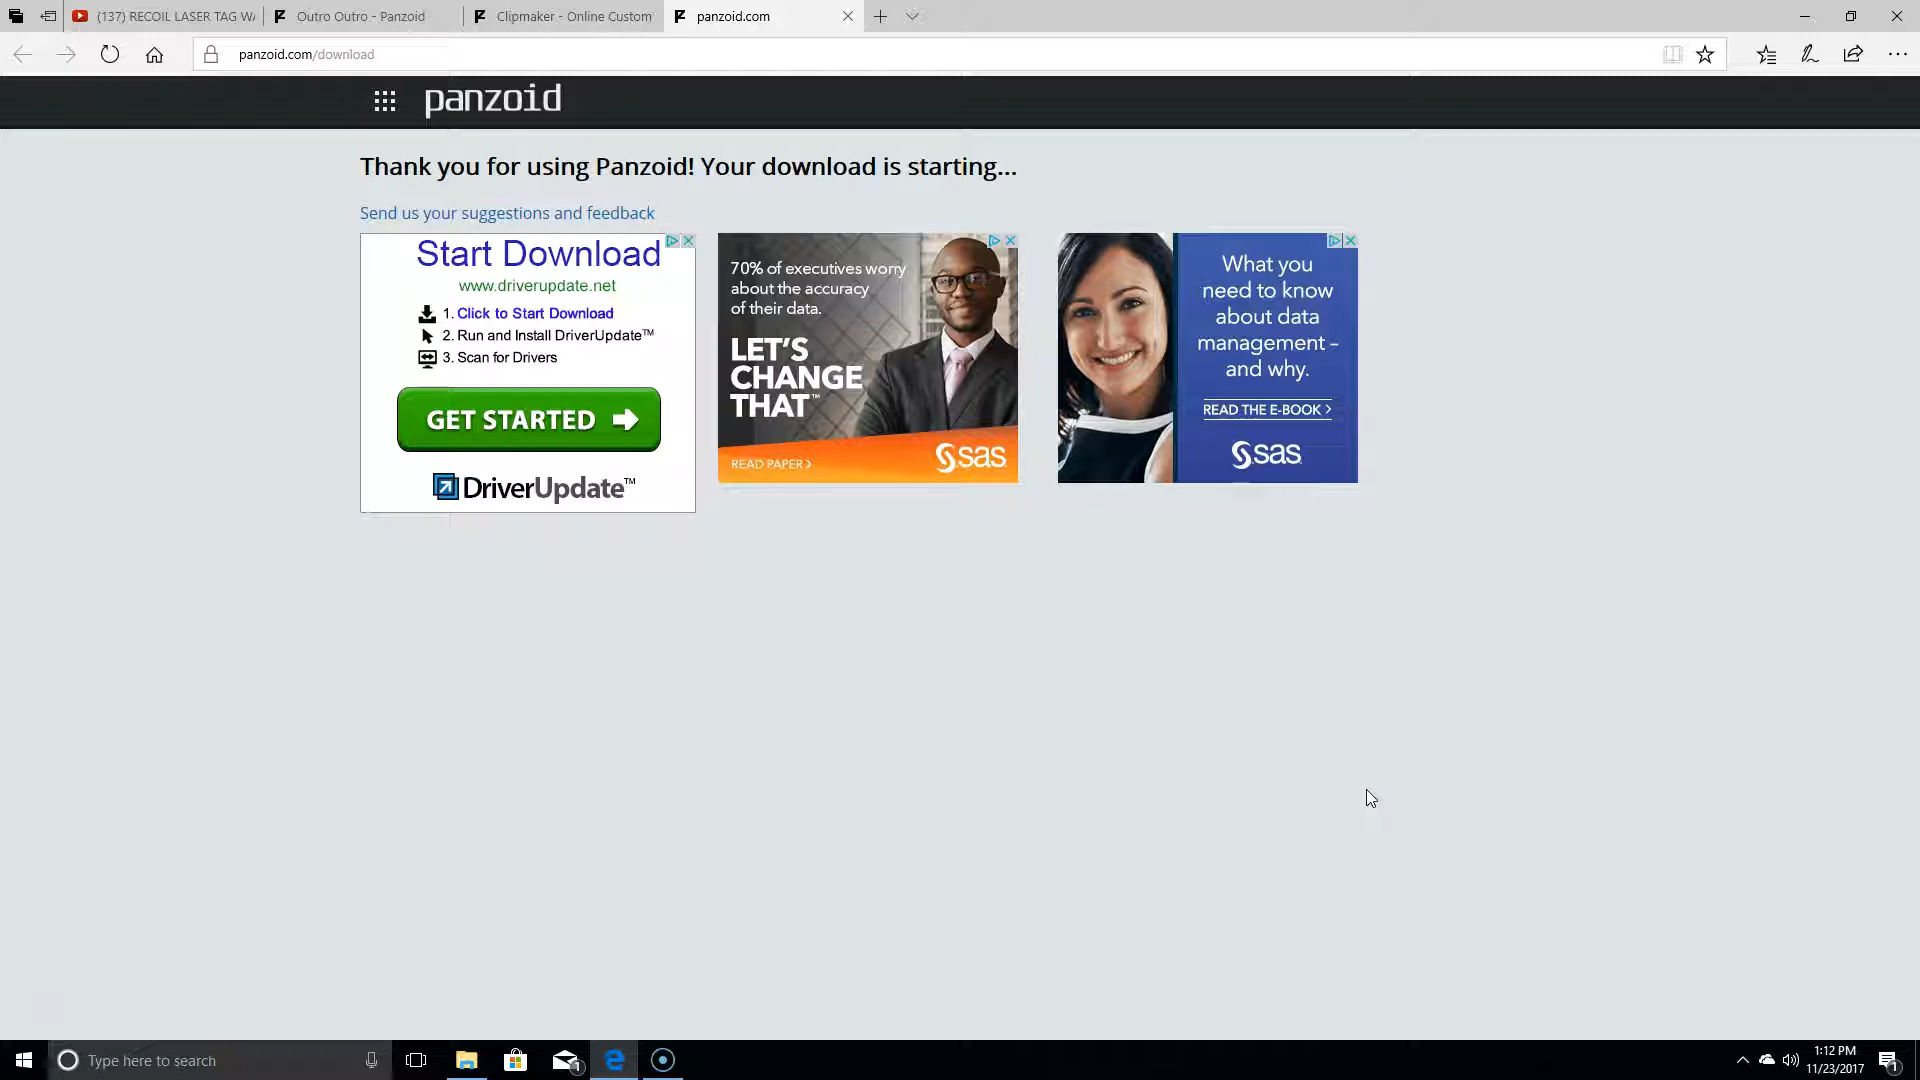 (137) RECOIL LASER TAG W
Outro Outro - Panzoid
Clipmaker - Online Custom
panzoid.com
panzoid.com/download
panzoid
Thank you for using Panzoid! Your download is starting...
Send us your suggestions and feedback
Start Download
www.driverupdate.net
1. Click to Start Download
2. Run and Install DriverUpdate™
3. Scan for Drivers
GET STARTED
DriverUpdate™
70% of executives worry
about the accuracy
of their data.
LET'S
CHANGE
THAT™
READ PAPER >
sas
What you
need to know
about data
management –
and why.
READ THE E-BOOK >
sas
Type here to search
1
1:12 PM
11/23/2017
1